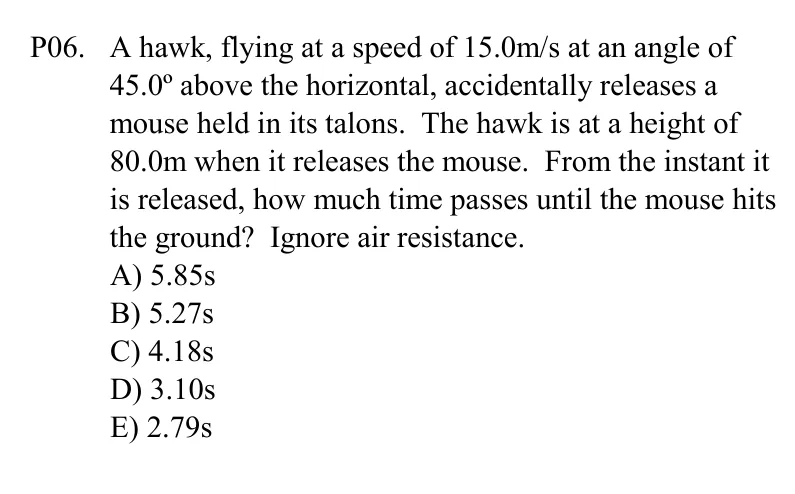 P06. A hawk, flying at a speed of 15.0m/s at an angle of
45.0º above the horizontal, accidentally releases a
mouse held in its talons. The hawk is at a height of
80.0m when it releases the mouse. From the instant it
is released, how much time passes until the mouse hits
the ground? Ignore air resistance.
A) 5.85s
B) 5.27s
C) 4.18s
D) 3.10s
E) 2.79s